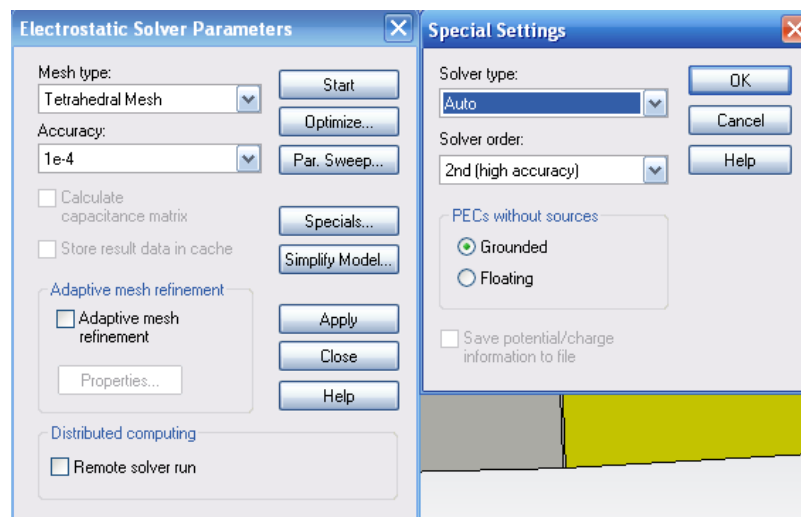 Electrostatic Solver Parameters
Mesh type:
Tetrahedral Mesh
Accuracy:
1e-4
Calculate
capacitance matrix
Store result data in cache
Adaptive mesh refinement
Adaptive mesh
refinement
Properties...
Distributed computing
Remote solver run
Start
Optimize...
Par. Sweep...
Specials...
Simplify Model...
Apply
Close
Help
Special Settings
Solver type:
Auto
Solver order:
2nd (high accuracy)
PECs without sources
Grounded
Floating
Save potential/charge
information to file
OK
Cancel
Help